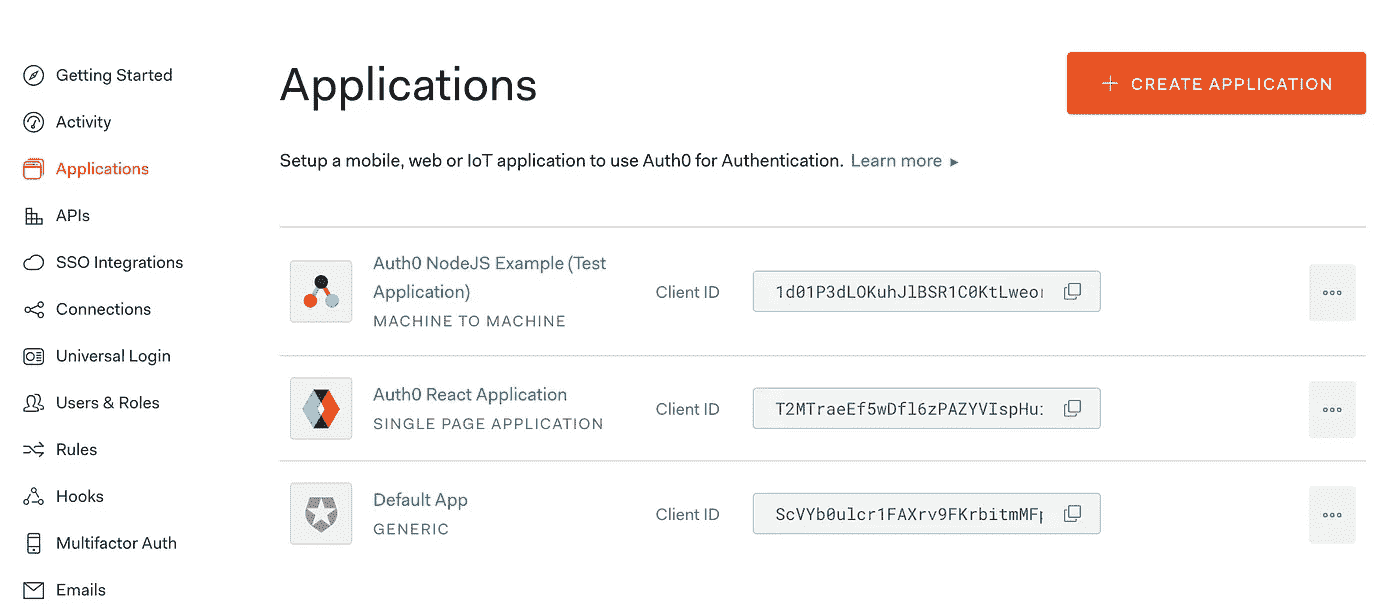 Getting Started
Activity
Applications
APIs
SSO Integrations
Connections
Universal Login
Users & Roles
Rules
Hooks
Multifactor Auth
Emails
Applications
+ CREATE APPLICATION
Setup a mobile, web or IoT application to use Auth0 for Authentication. Learn more ▸
Auth0 NodeJS Example (Test
Application)
MACHINE TO MACHINE
Client ID
1d01P3dLOKuhJlBSR1C0KtLweo
Auth0 React Application
SINGLE PAGE APPLICATION
Client ID
T2MTraeEf5wDfl6zPAZYVIspHu
Default App
GENERIC
Client ID
ScVYb0ulcr1FAXrv9FKrbitmMF